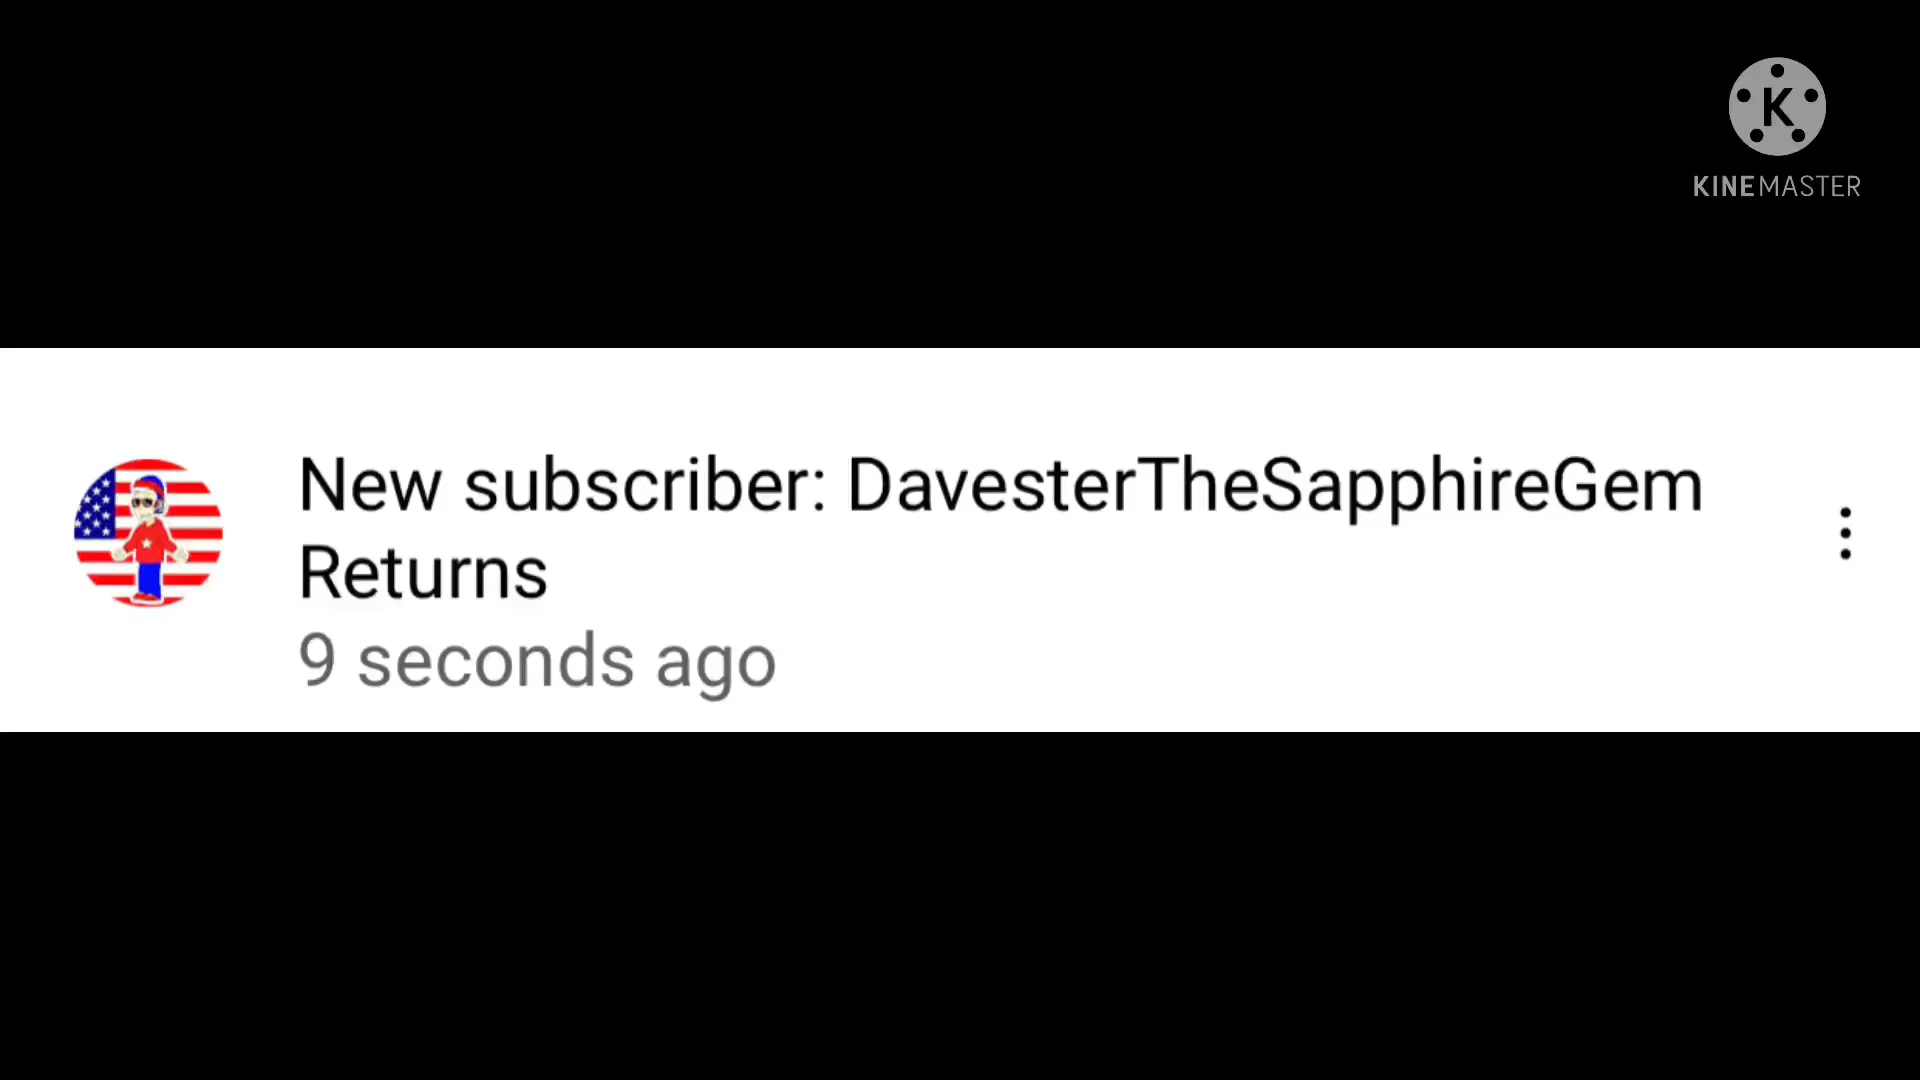 K
KINEMASTER
New subscriber: DavesterTheSapphireGem
Returns
9 seconds ago